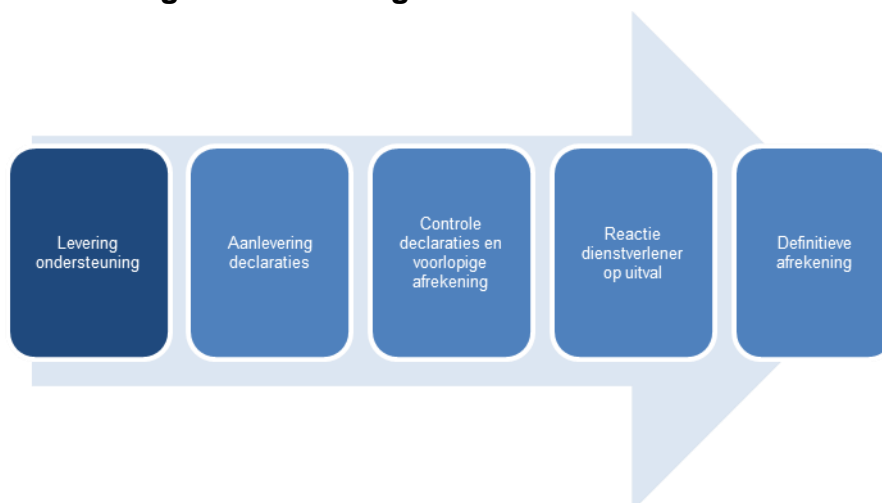 Levering
ondersteuning
Aanlevering
declaraties
Controle
declaraties en
voorlopige
afrekening
Reactie
dienstverlener
op uitval
Definitieve
afrekening